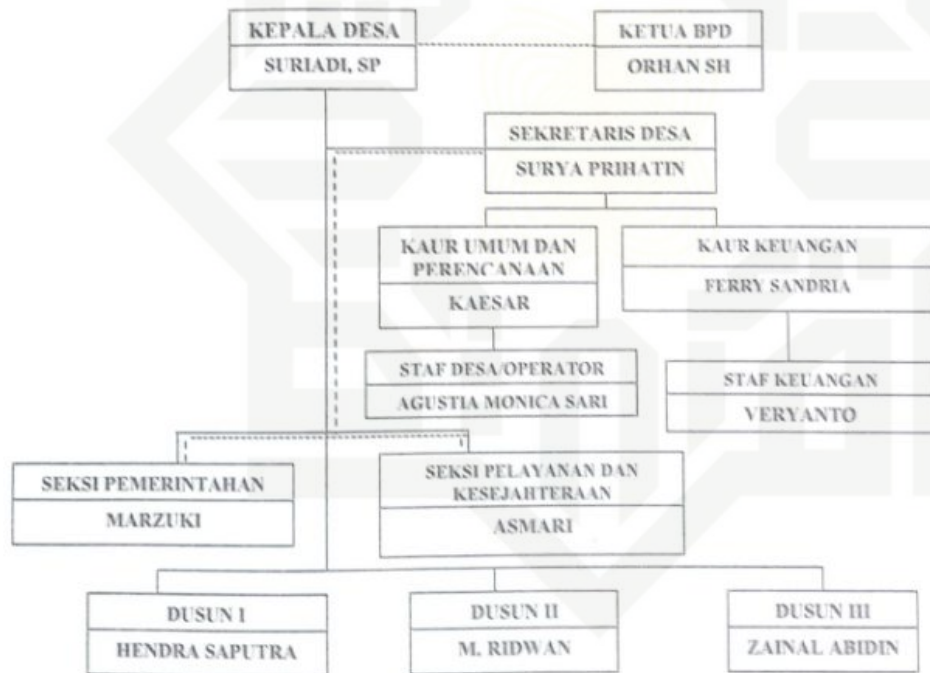 KEPALA DESA
SURIADI, SP
KETUA BPD
ORHAN SH
SEKRETARIS DESA
SURYA PRIHATIN
KAUR UMUM DAN
PERENCANAAN
KAESAR
KAUR KEUANGAN
FERRY SANDRIA
STAF DESA/OPERATOR
AGUSTIA MONICA SARI
STAF KEUANGAN
VERYANTO
SEKSI PEMERINTAHAN
MARZUKI
SEKSI PELAYANAN DAN
KESEJAHTERAAN
ASMARI
DUSUN I
HENDRA SAPUTRA
DUSUN II
M. RIDWAN
DUSUN III
ZAINAL ABIDIN